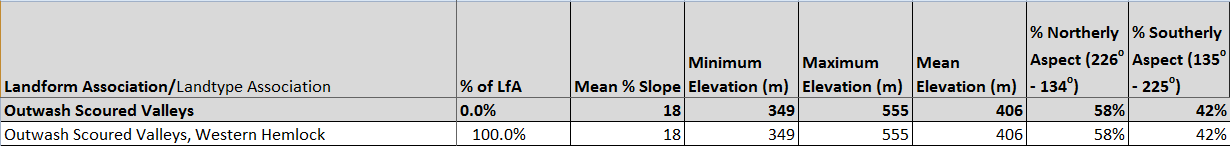 Landform Association/Landtype Association % of LfA Mean % Slope Minimum Elevation (m) Maximum Elevation (m) Mean Elevation (m) % Northerly Aspect (226° - 134°) % Southerly Aspect (135° - 225°)
Outwash Scoured Valleys 0.0% 18 349 555 406 58% 42%
Outwash Scoured Valleys, Western Hemlock 100.0% 18 349 555 406 58% 42%